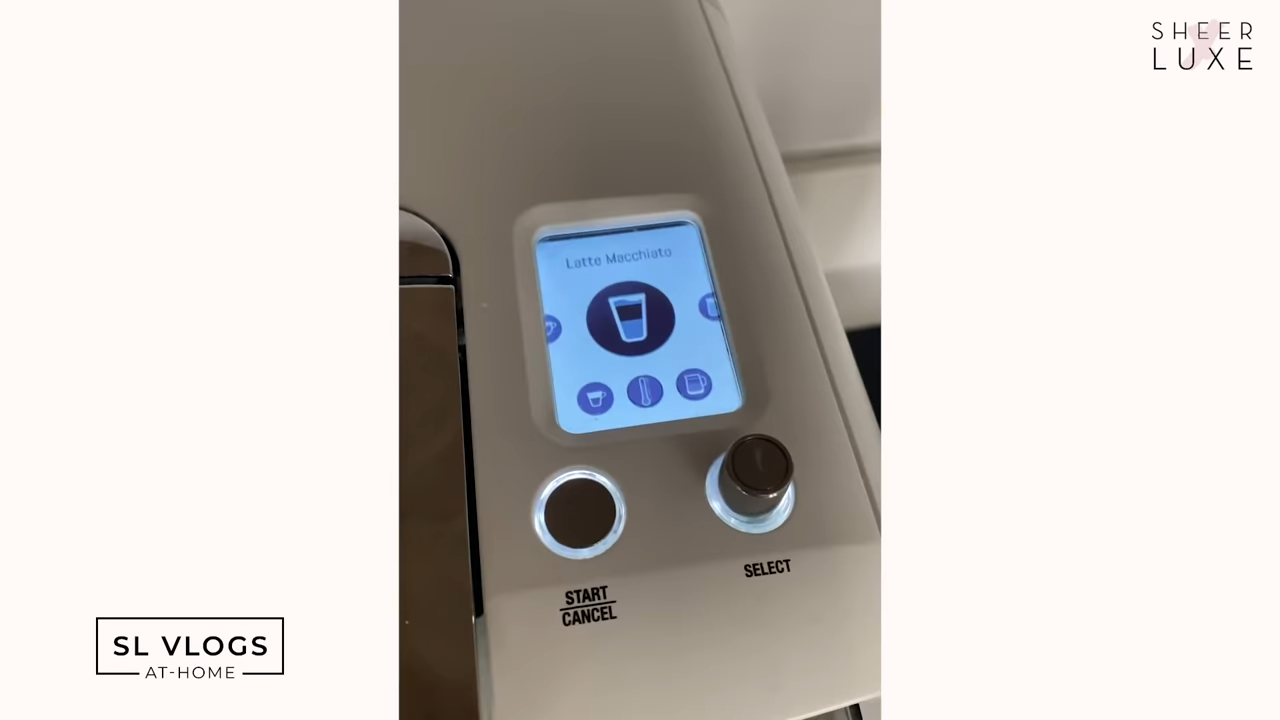 SHEER
LUXE
Latte Macchiato
START
CANCEL
SELECT
SL VLOGS
AT-HOME